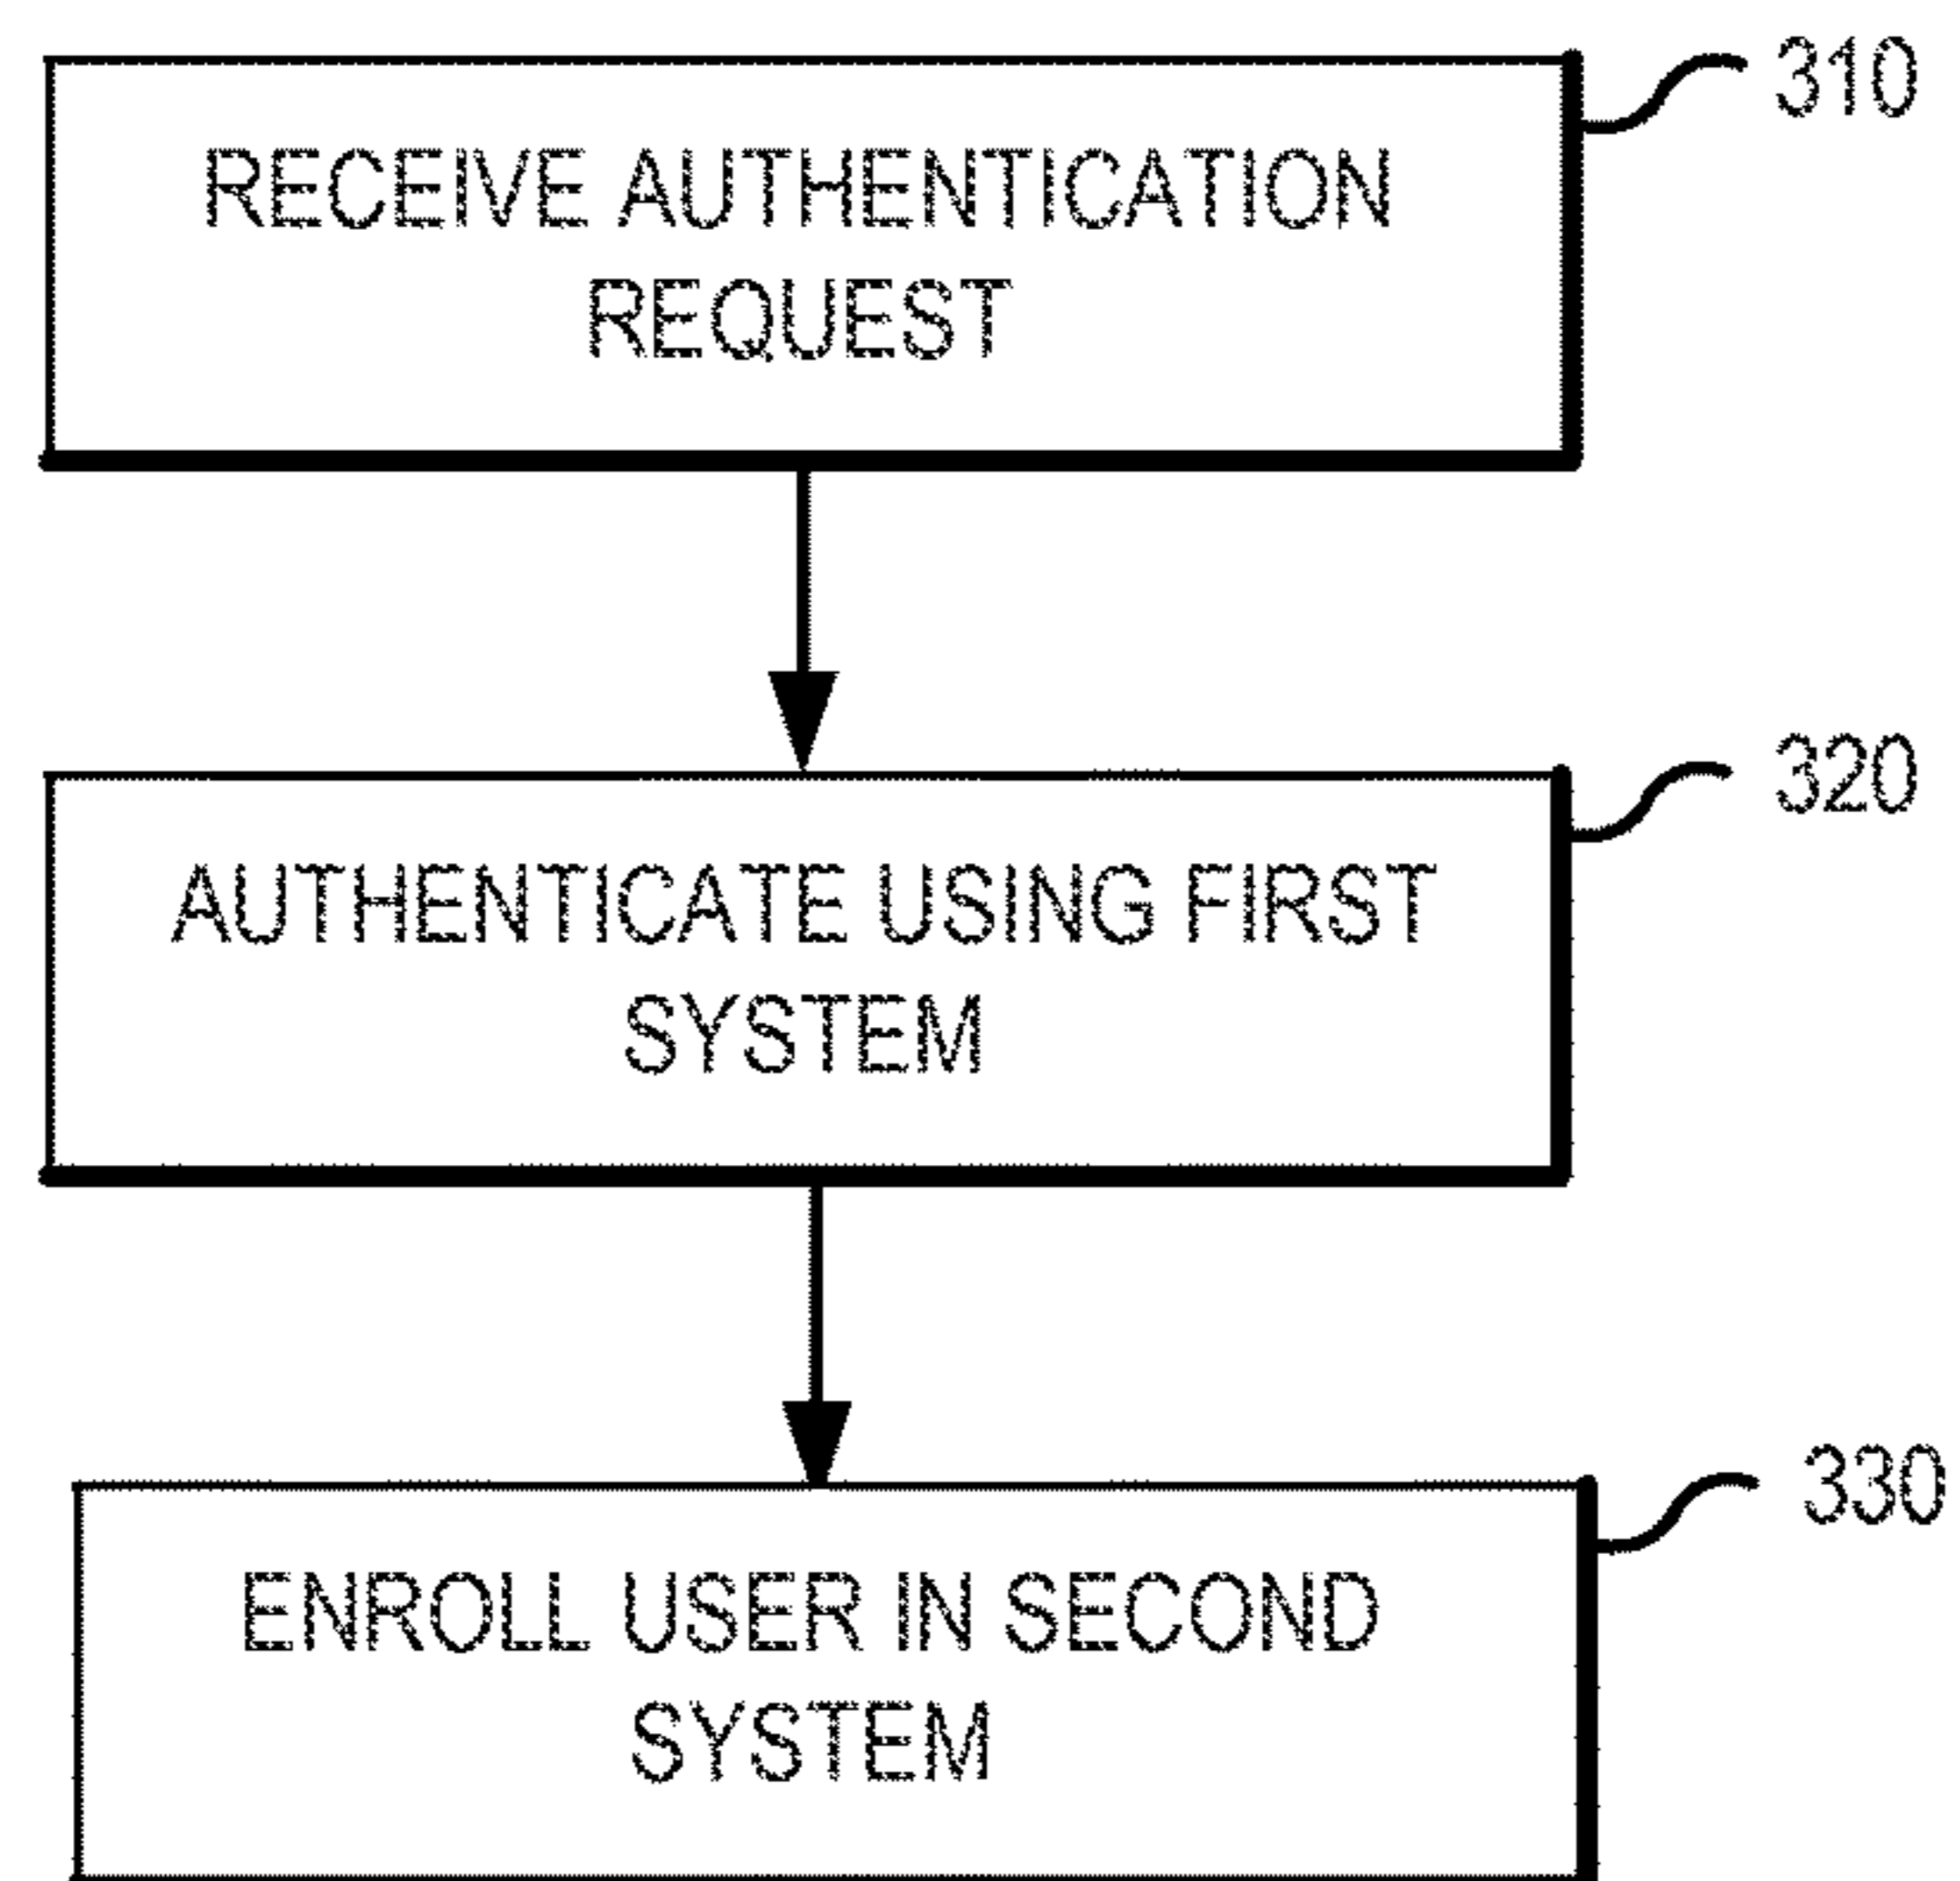 310
RECEIVE AUTHENTICATION
REQUEST
320
AUTHENTICATE USING FIRST
SYSTEM
330
ENROLL USER IN SECOND
SYSTEM